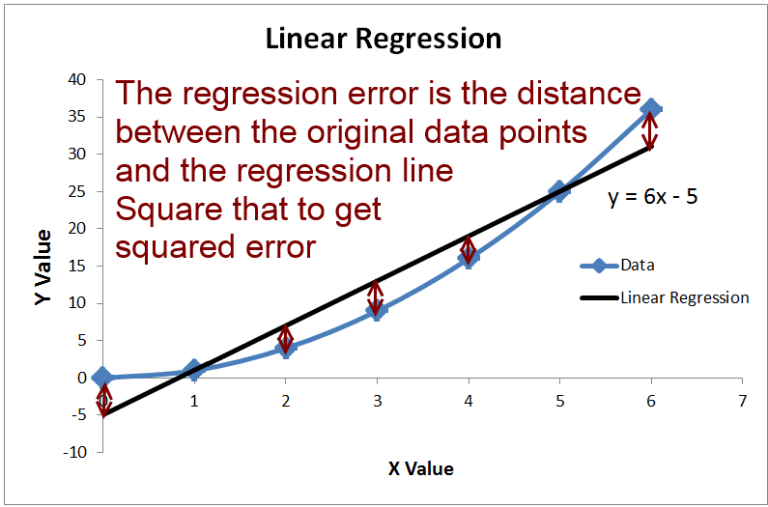 Linear Regression
The regression error is the distance
between the original data points
and the regression line
Square that to get
squared error
y = 6x - 5
Data
Linear Regression
Y Value
40
35
30
25
20
15
10
5
0
-5
-10
0 1 2 3 4 5 6 7
X Value